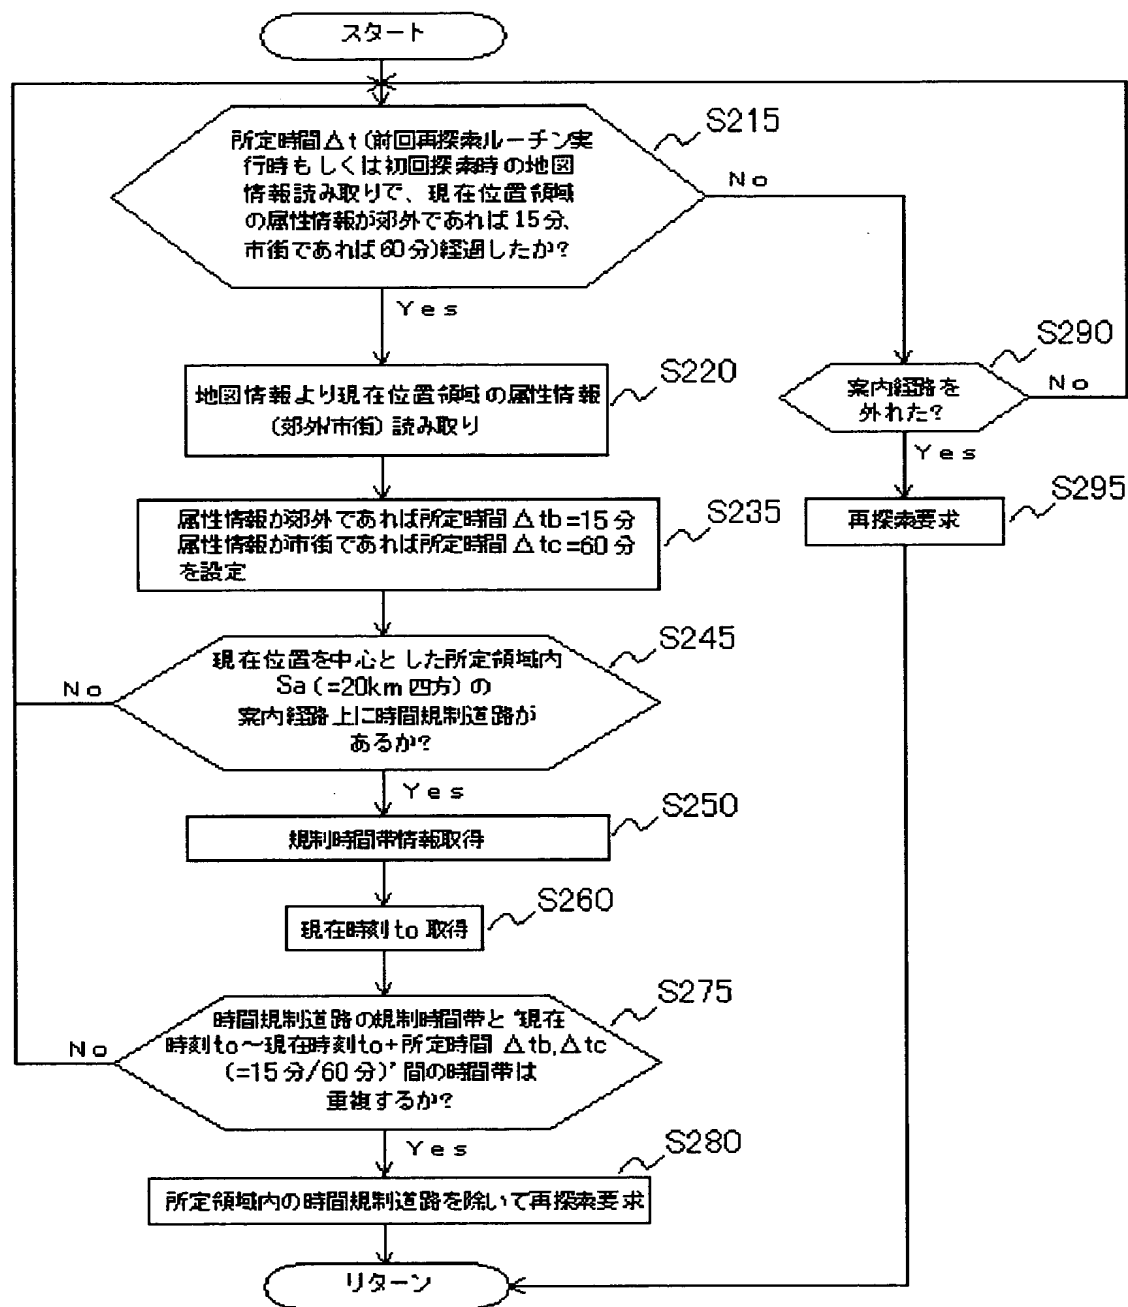 スタート
S215
所定時間 Δt (前回再探索ルーチン実
行時もしくは初回探索時の地図
情報読み取りで、現在位置領域
の属性情報が郊外であれば15分、
市街であれば60分)経過したか?
No
Yes
S290
案内経路を
外れた?
No
Yes
S220
地図情報より現在位置領域の属性情報
(郊外/市街) 読み取り
S295
再探索要求
S235
属性情報が郊外であれば所定時間 Δtb=15分
属性情報が市街であれば所定時間 Δtc=60分
を設定
S245
現在位置を中心とした所定領域内
Sa (=20km四方)の
案内経路上に時間規制道路が
あるか?
No
Yes
S250
規制時間帯情報取得
S260
現在時刻to 取得
S275
時間規制道路の規制時間帯と“現在
時刻to~現在時刻to+所定時間 Δtb,Δtc
(=15分/60分)”間の時間帯は
重複するか?
No
Yes
S280
所定領域内の時間規制道路を除いて再探索要求
リターン